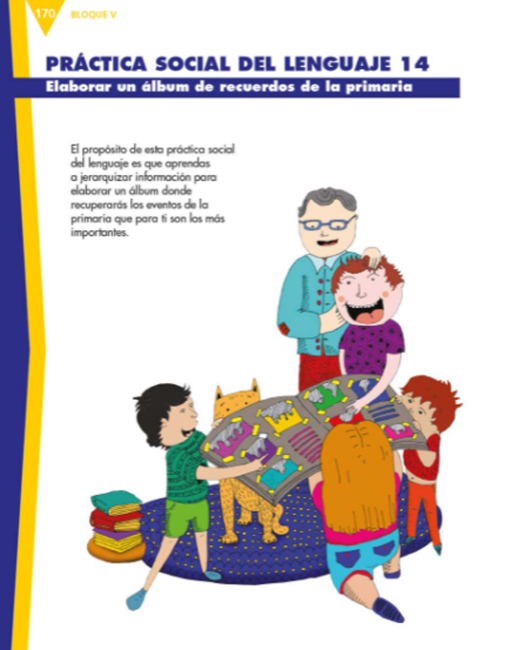 170 BLOQUE V
PRÁCTICA SOCIAL DEL LENGUAJE 14
Elaborar un álbum de recuerdos de la primaria
El propósito de esta práctica social
del lenguaje es que aprendas
a jerarquizar información para
elaborar un álbum donde
recuperarás los eventos de la
primaria que para ti son los más
importantes.